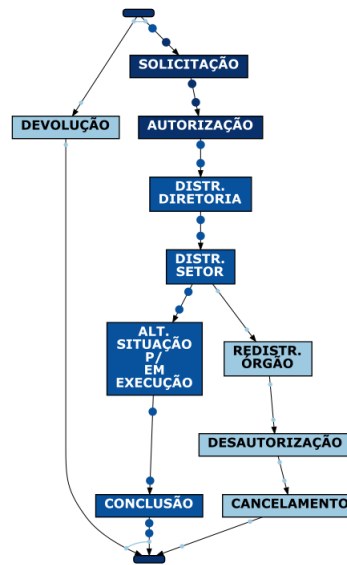 SOLICITAÇÃO
DEVOLUÇÃO
AUTORIZAÇÃO
DISTR.
DIRETORIA
DISTR.
SETOR
ALT.
SITUAÇÃO
P/
EM
EXECUÇÃO
REDISTR.
ÓRGÃO
DESAUTORIZAÇÃO
CONCLUSÃO
CANCELAMENTO